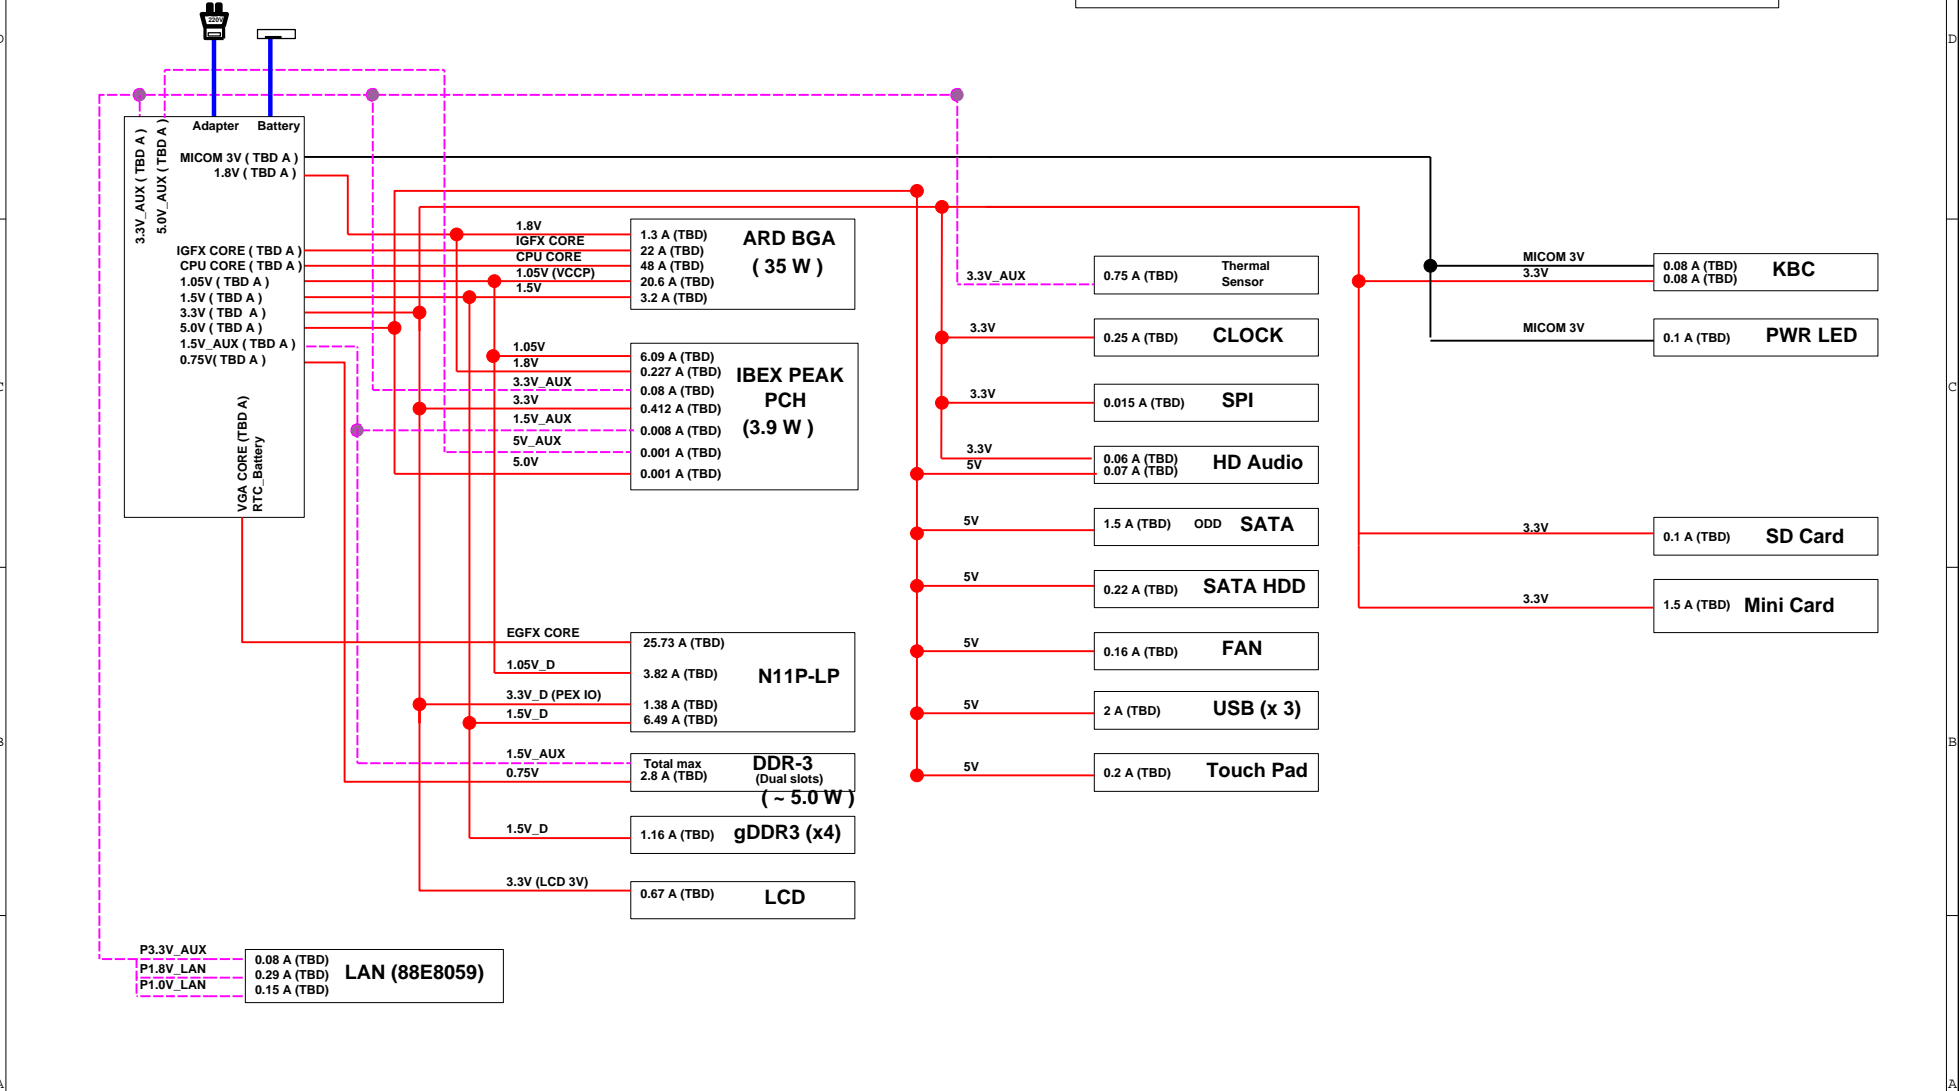 220V
D
D
Adapter
Battery
3.3V_AUX ( TBD A )
5.0V_AUX ( TBD A )
MICOM 3V ( TBD A )
1.8V ( TBD A )
IGFX CORE ( TBD A )
CPU CORE ( TBD A )
1.05V ( TBD A )
1.5V ( TBD A )
3.3V ( TBD A )
5.0V ( TBD A )
1.5V_AUX ( TBD A )
0.75V( TBD A )
VGA CORE (TBD A)
RTC_Battery
1.8V
IGFX CORE
CPU CORE
1.05V (VCCP)
1.5V
1.3 A (TBD)
22 A (TBD)
48 A (TBD)
20.6 A (TBD)
3.2 A (TBD)
ARD BGA
( 35 W )
1.05V
1.8V
3.3V_AUX
3.3V
1.5V_AUX
5V_AUX
5.0V
6.09 A (TBD)
0.227 A (TBD)
0.08 A (TBD)
0.412 A (TBD)
0.008 A (TBD)
0.001 A (TBD)
0.001 A (TBD)
IBEX PEAK
PCH
(3.9 W )
EGFX CORE
1.05V_D
3.3V_D (PEX IO)
1.5V_D
25.73 A (TBD)
3.82 A (TBD)
1.38 A (TBD)
6.49 A (TBD)
N11P-LP
1.5V_AUX
0.75V
Total max
2.8 A (TBD)
DDR-3
(Dual slots)
( ~ 5.0 W )
1.5V_D
1.16 A (TBD) gDDR3 (x4)
3.3V (LCD 3V)
0.67 A (TBD) LCD
P3.3V_AUX
P1.8V_LAN
P1.0V_LAN
0.08 A (TBD)
0.29 A (TBD)
0.15 A (TBD)
LAN (88E8059)
3.3V_AUX
0.75 A (TBD)
Thermal
Sensor
3.3V
0.25 A (TBD) CLOCK
3.3V
0.015 A (TBD) SPI
3.3V
5V
0.06 A (TBD)
0.07 A (TBD)
HD Audio
5V
1.5 A (TBD) ODD SATA
5V
0.22 A (TBD) SATA HDD
5V
0.16 A (TBD) FAN
5V
2 A (TBD) USB (x 3)
5V
0.2 A (TBD) Touch Pad
MICOM 3V
3.3V
0.08 A (TBD)
0.08 A (TBD)
KBC
MICOM 3V
0.1 A (TBD) PWR LED
3.3V
0.1 A (TBD) SD Card
3.3V
1.5 A (TBD) Mini Card
C
C
B
B
A
A